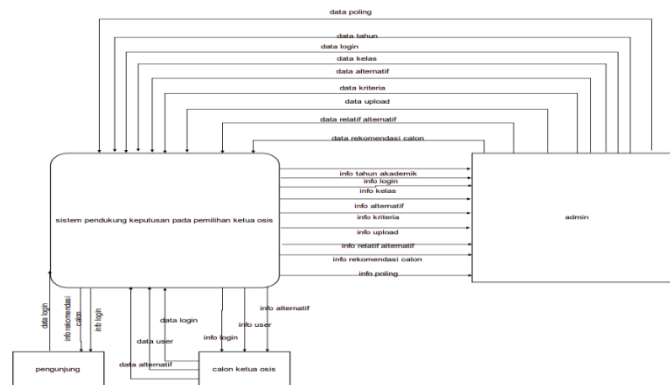 data poling
data tahun
data login
data kelas
data alternatif
data kriteria
data upload
data relatif alternatif
data rekomendasi calon
info tahun akademik
info login
info kelas
sistem pendukung keputusan pada pemilihan ketua osis
admin
info alternatif
info kriteria
info upload
info relatif alternatif
info rekomendasi calon
info poling
data login
info rekomendasi
calon
info login
data alternatif
data user
data login
info login
info user
info alternatif
pengunjung
calon ketua osis